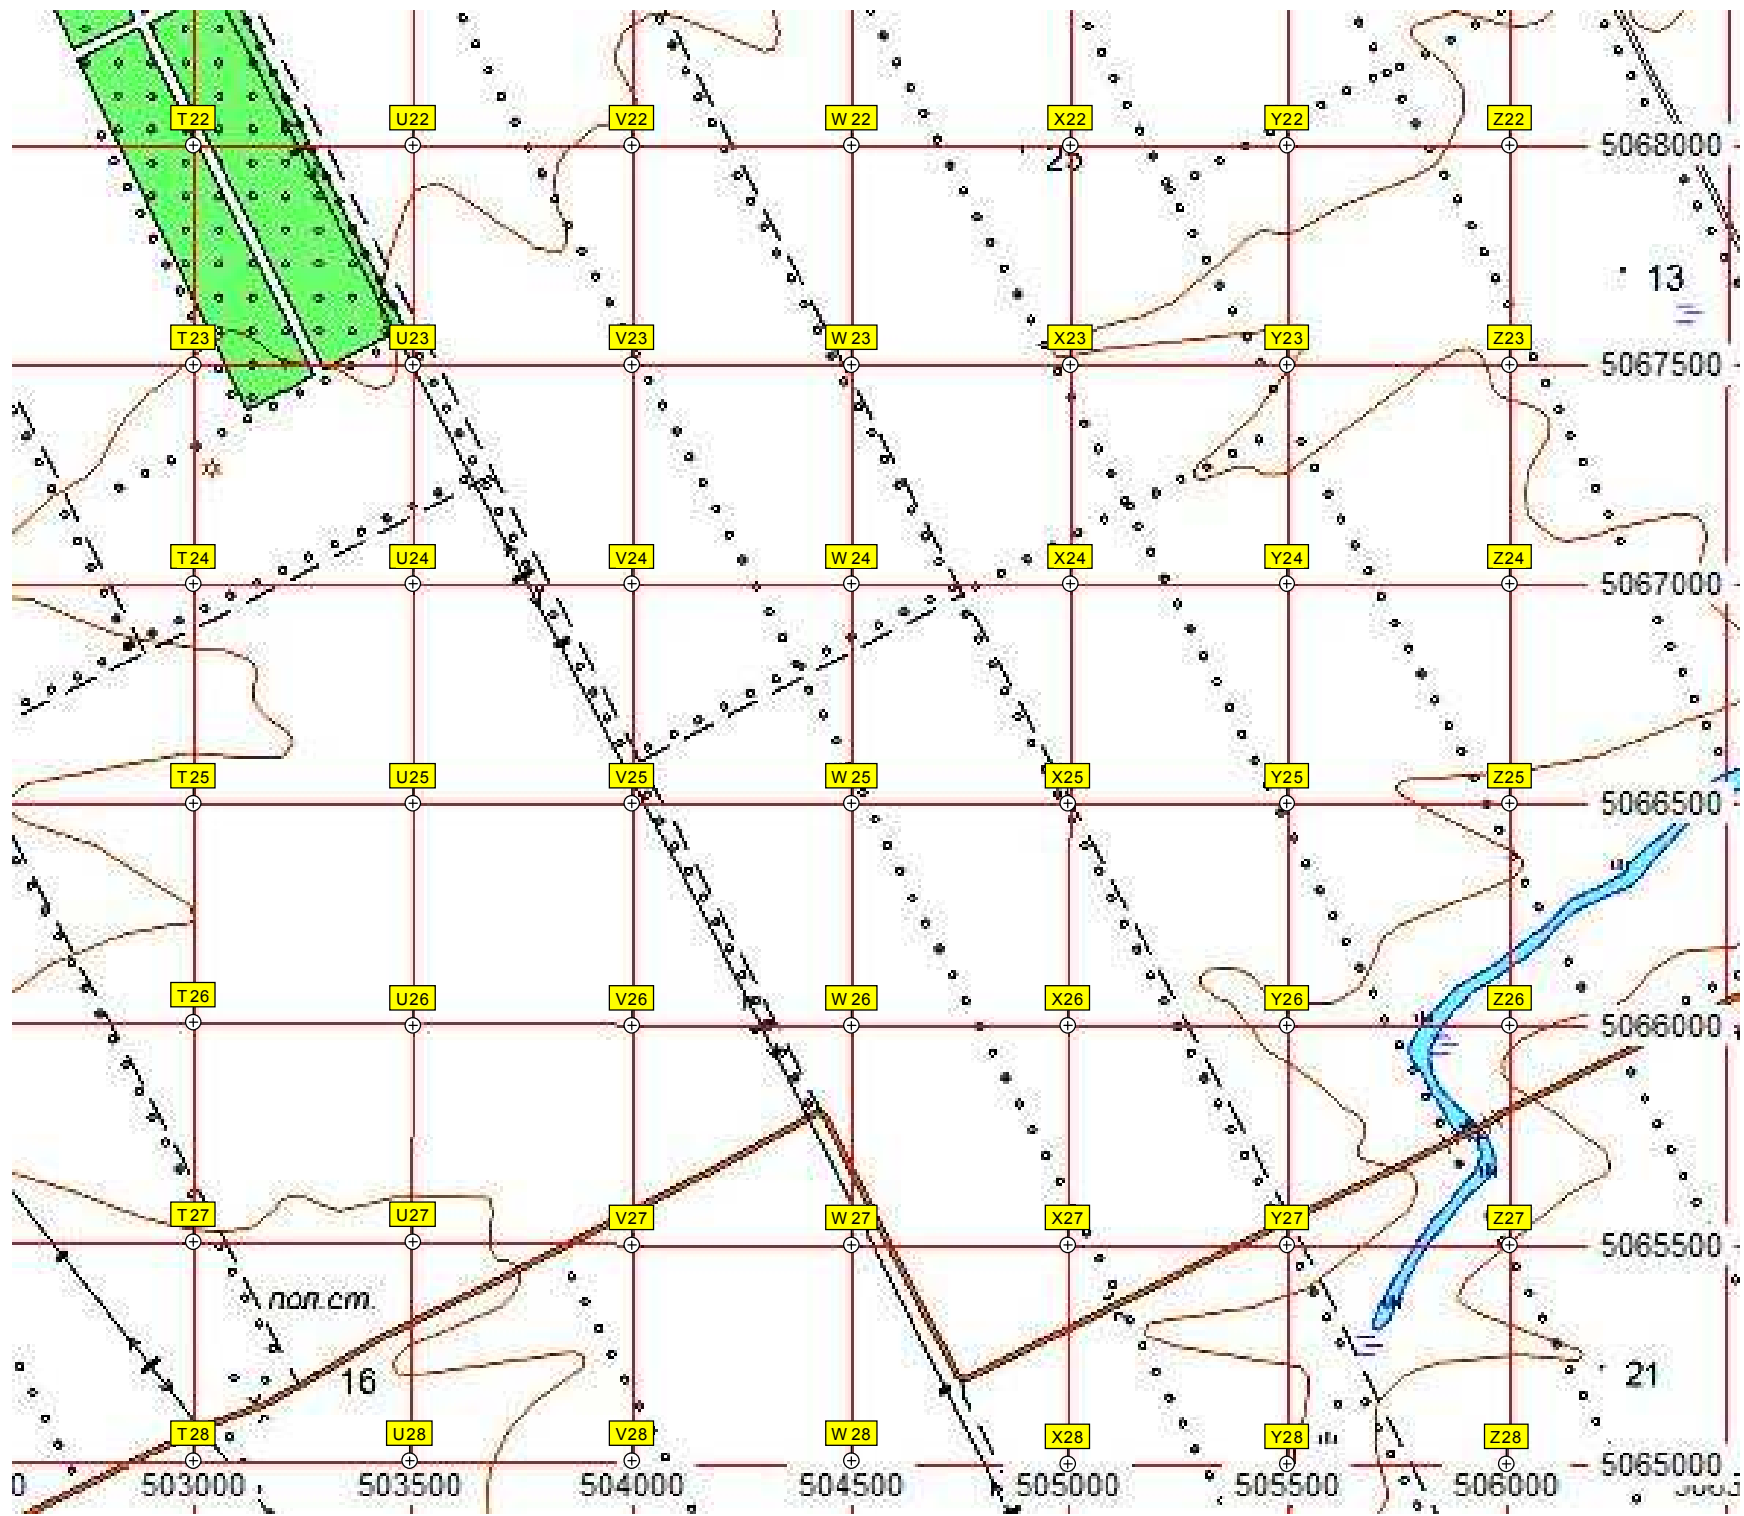 T22 U22 V22 W22 X22 Y22 Z22
5068000
13
T23 U23 V23 W23 X23 Y23 Z23
5067500
T24 U24 V24 W24 X24 Y24 Z24
5067000
T25 U25 V25 W25 X25 Y25 Z25
5066500
T26 U26 V26 W26 X26 Y26 Z26
5066000
T27 U27 V27 W27 X27 Y27 Z27
5065500
пол.ст.
16
21
T28 U28 V28 W28 X28 Y28 Z28
5065000
0 503000 503500 504000 504500 505000 505500 506000